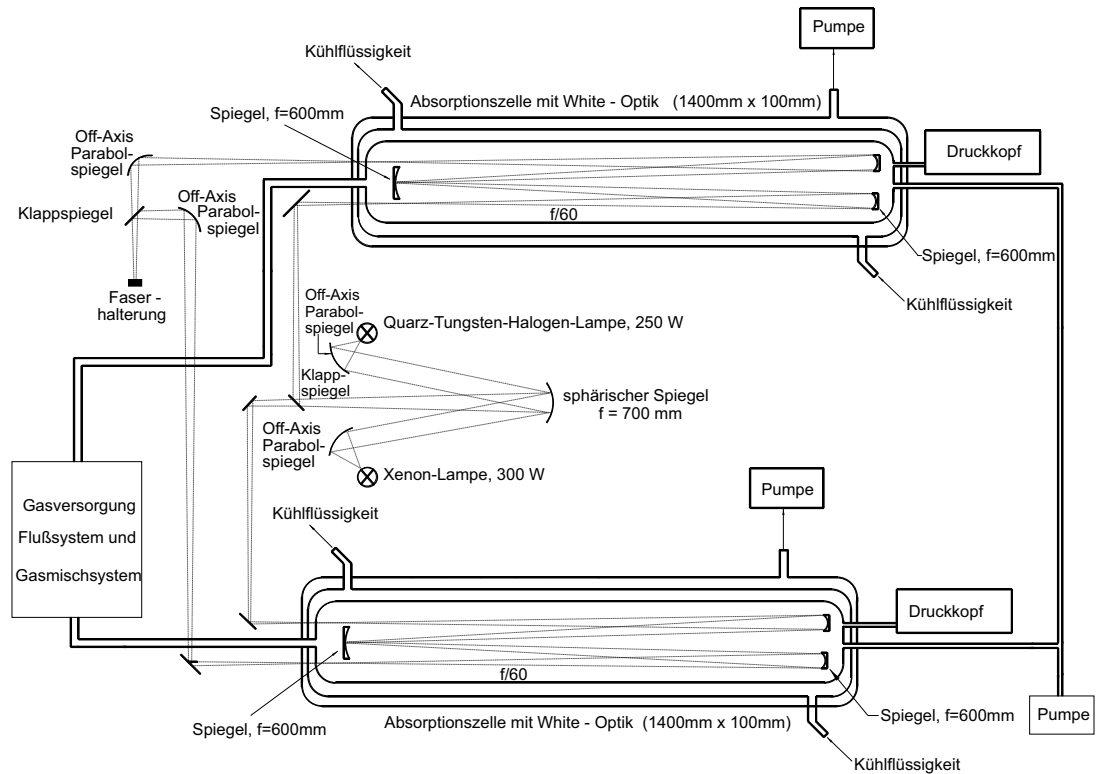 Pumpe
Kühlflüssigkeit
Absorptionszelle mit White - Optik (1400mm x 100mm)
Spiegel, f=600mm
Off-Axis
Parabol-
spiegel
Druckkopf
Off-Axis
Parabol-
spiegel
Klappspiegel
f/60
Spiegel, f=600mm
Faser -
halterung
Kühlflüssigkeit
Off-Axis
Parabol-
spiegel
Quarz-Tungsten-Halogen-Lampe, 250 W
Klapp-
spiegel
sphärischer Spiegel
f = 700 mm
Off-Axis
Parabol-
spiegel
Xenon-Lampe, 300 W
Gasversorgung
Flußsystem und
Gasmischsystem
Pumpe
Kühlflüssigkeit
Druckkopf
f/60
Spiegel, f=600mm
Absorptionszelle mit White - Optik (1400mm x 100mm)
Spiegel, f=600mm
Pumpe
Kühlflüssigkeit